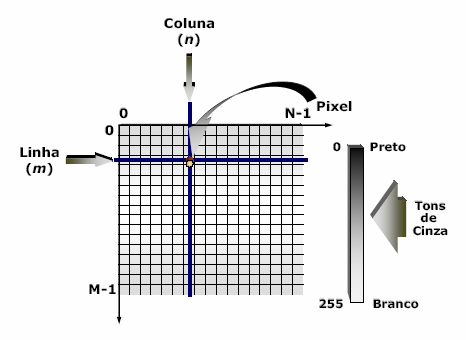 Coluna
(n)
0
N-1
Pixel
0
Linha
(m)
M-1
0
Preto
Tons
de
Cinza
255
Branco